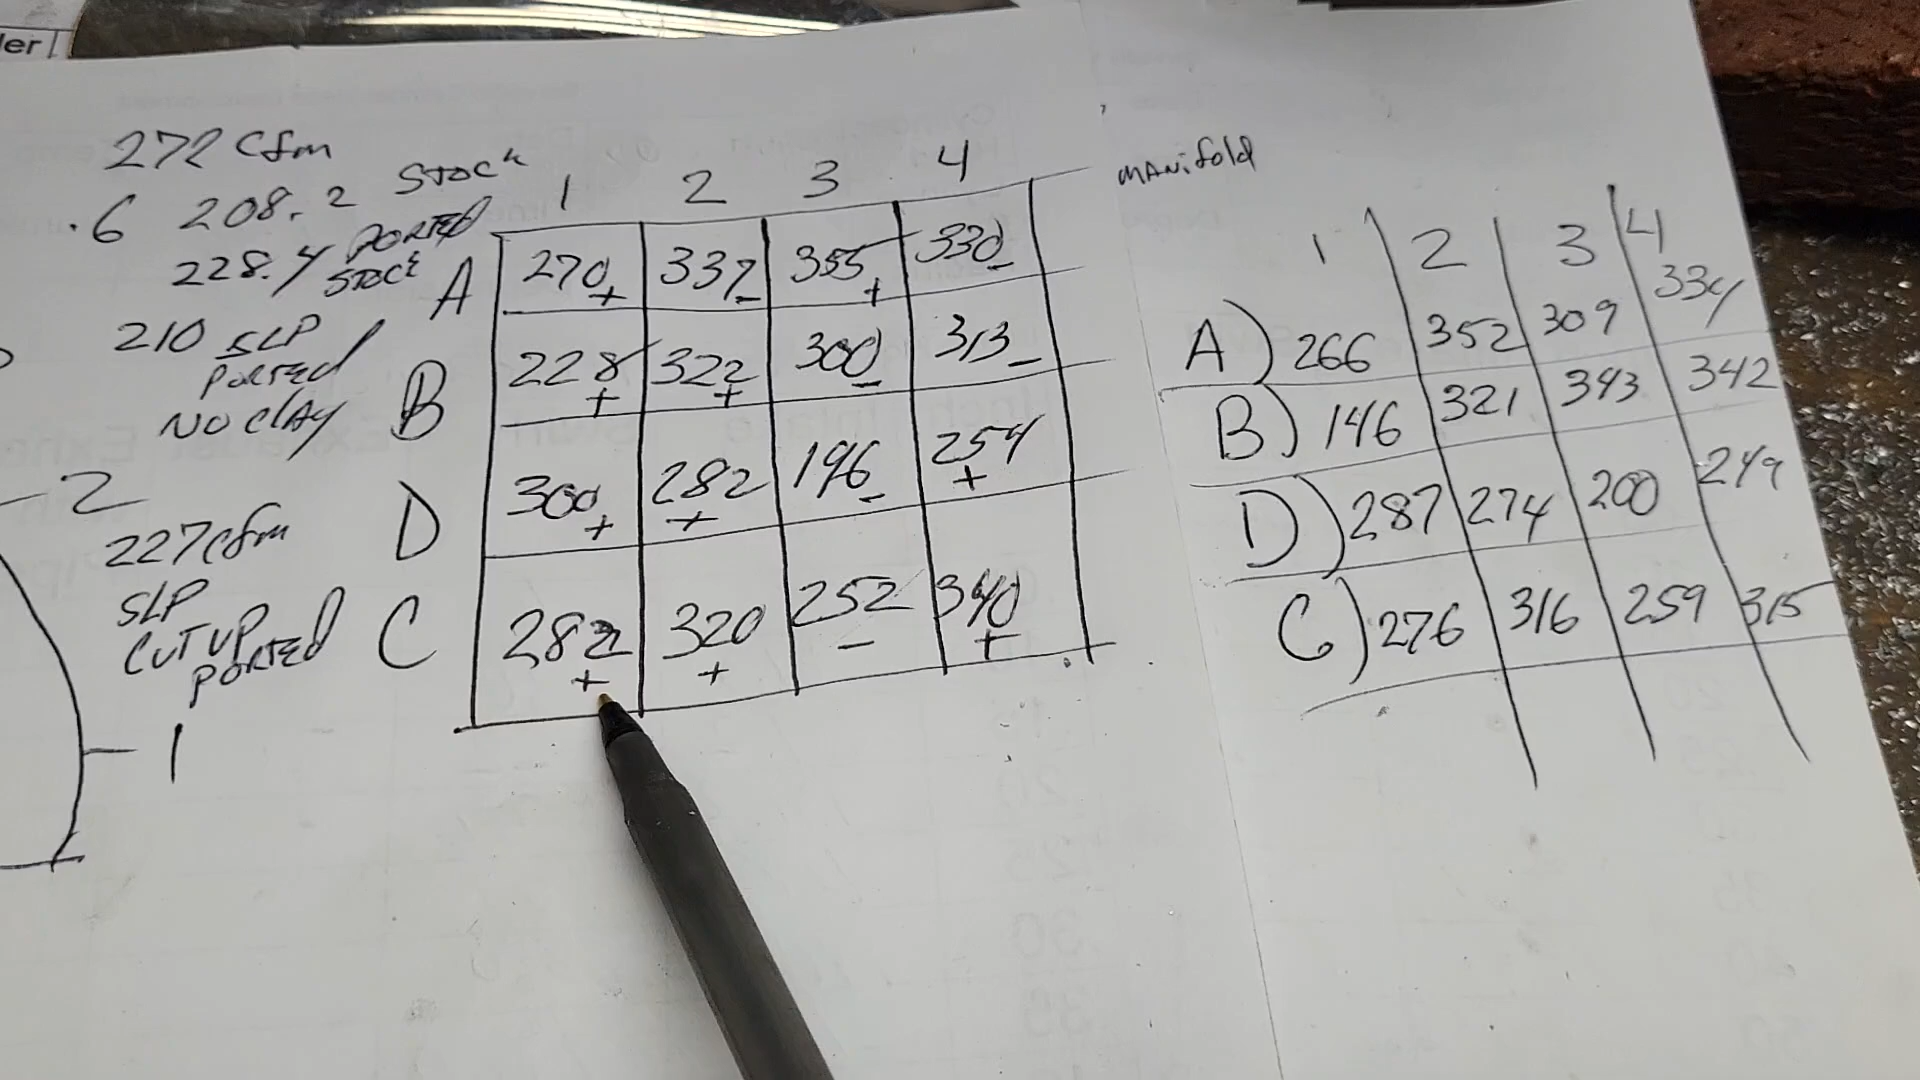 ler
272 cfm
.6 208.2 STOCK
228.4 PORTED STOCK
210 SLP PORTED
NO CLAY
2
227 cfm
SLP
CUT UP
PORTED
1
1 2 3 4
A 270+ 337- 355+ 330-
B 228+ 322+ 300- 313-
D 300+ 282+ 196- 254+
C 282+ 320+ 252- 340+
MANifold
1 2 3 4
A) 266 352 309 334
B) 146 321 343 342
D) 287 274 200 249
C) 276 316 259 315